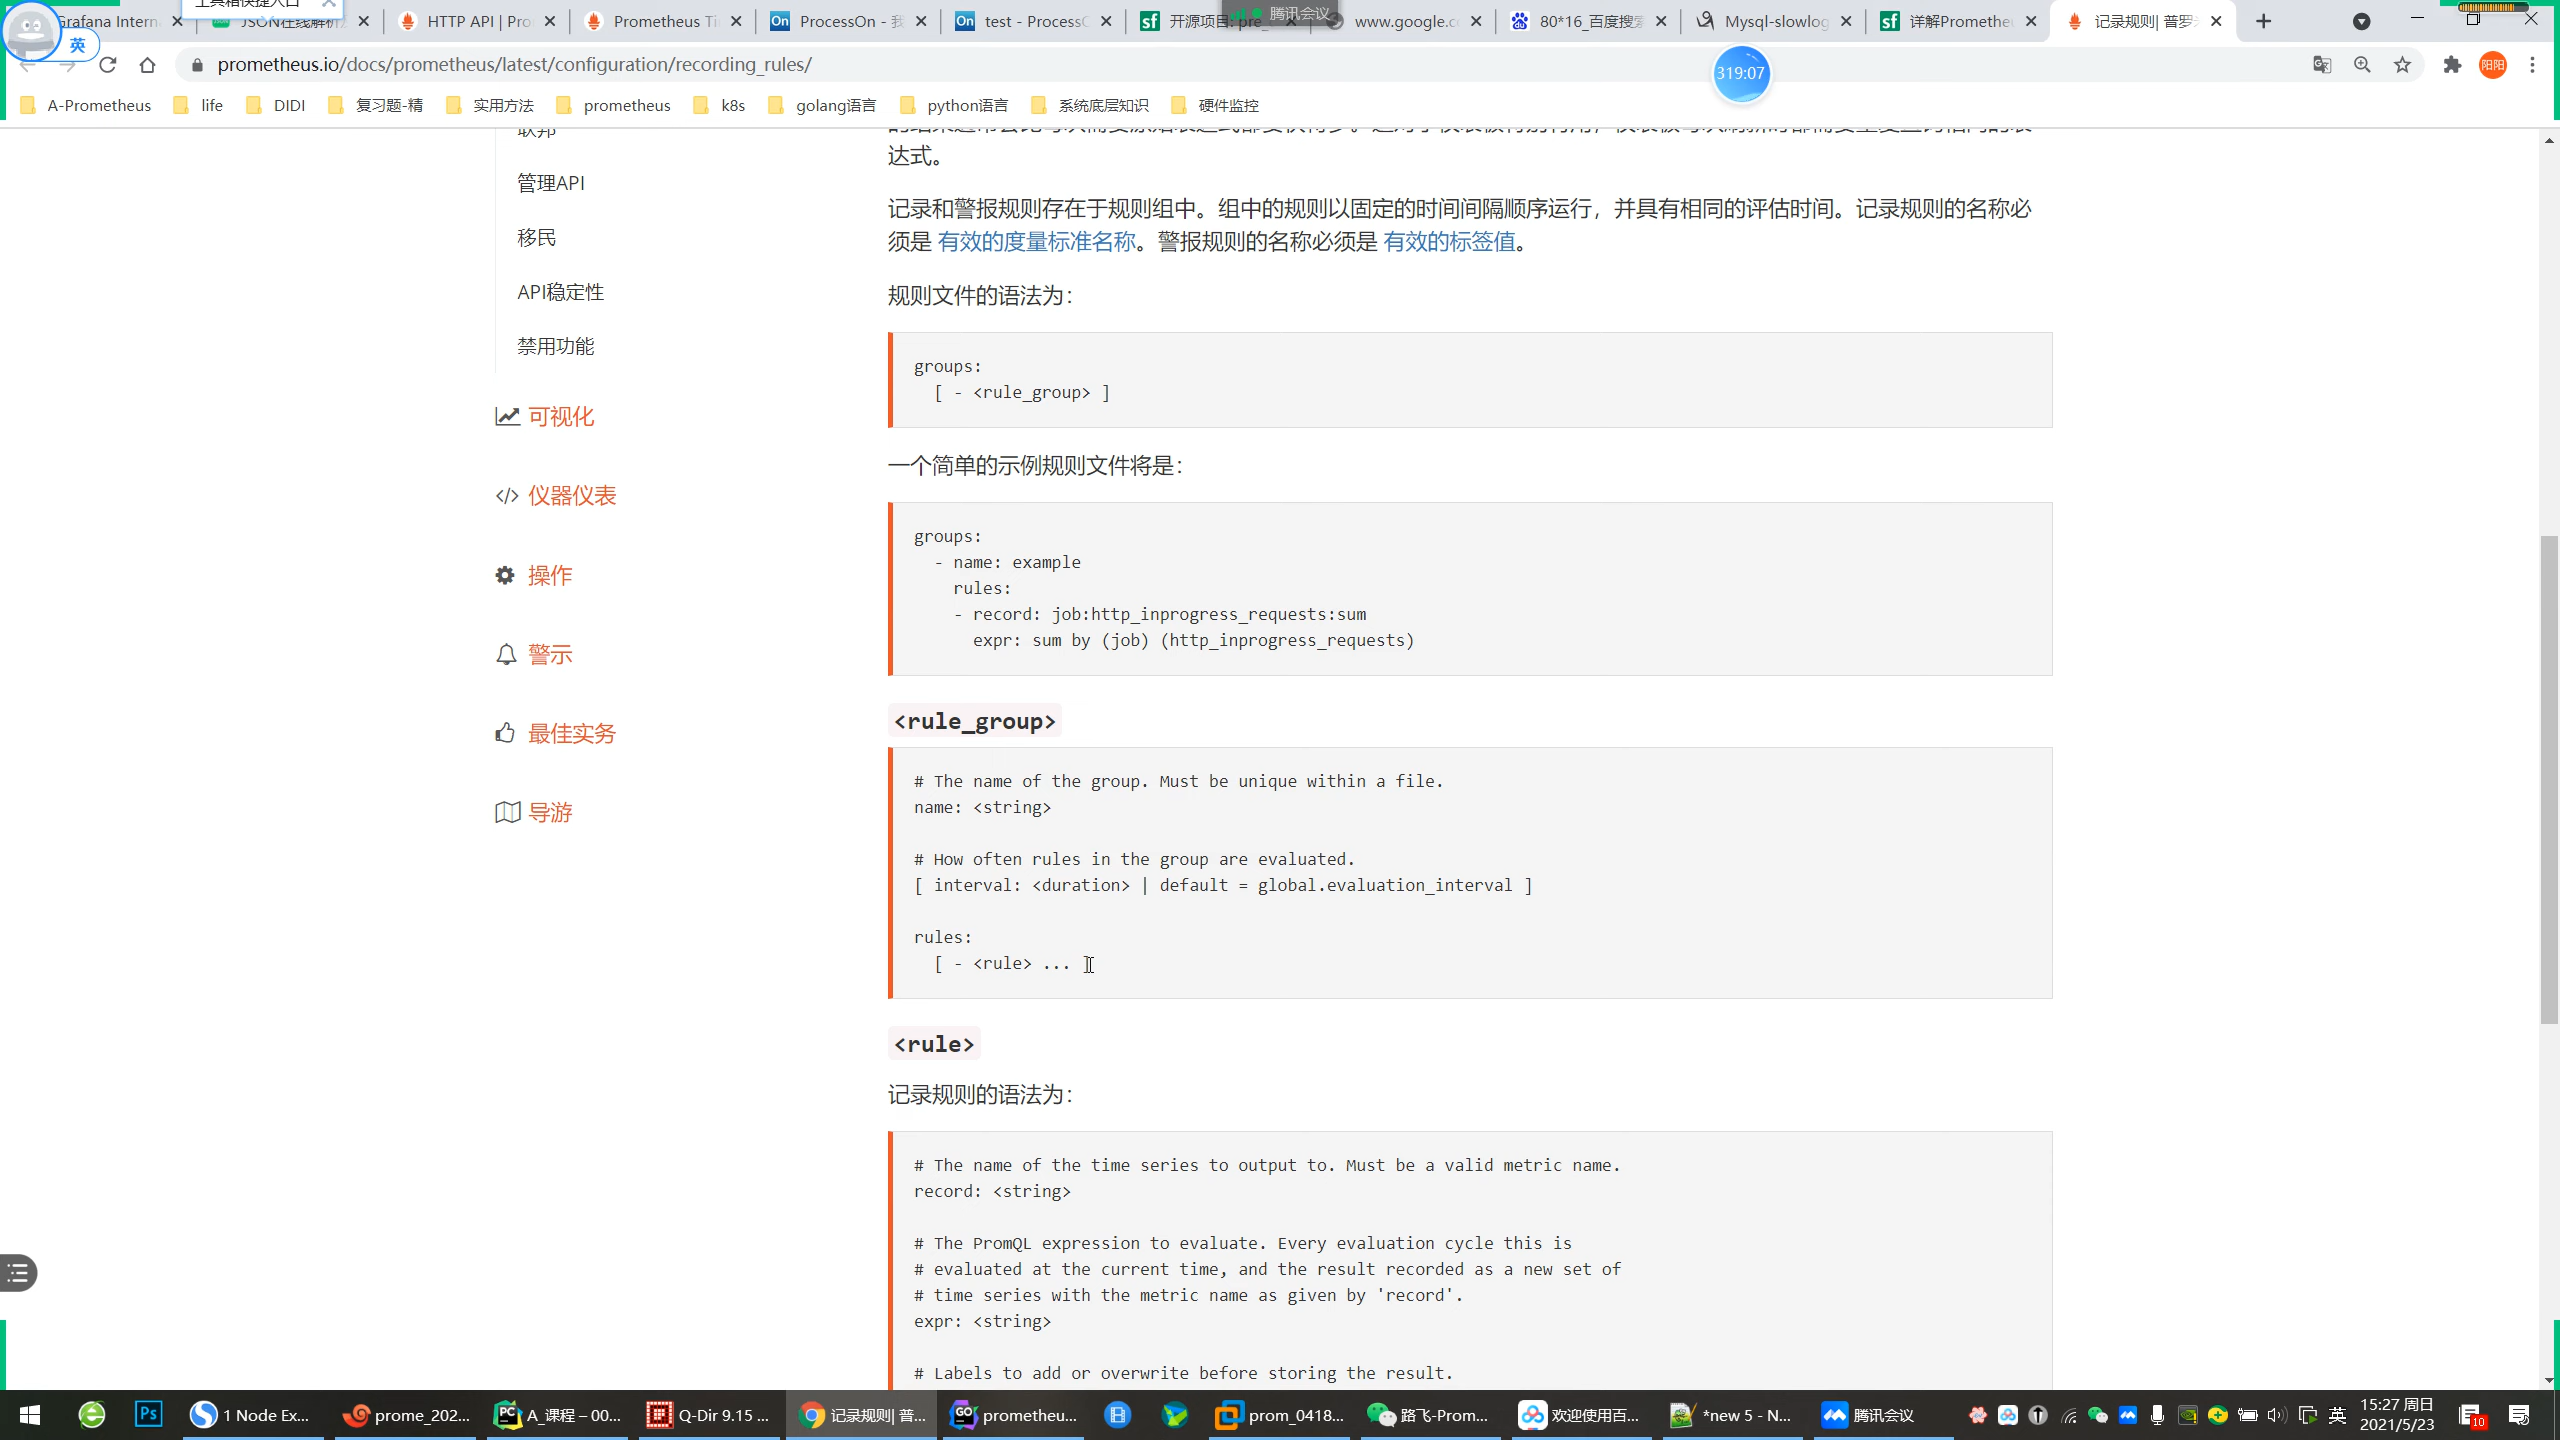 工具箱快捷入口
Grafana Intern
JSON在线解析
HTTP API | Pro
Prometheus Ti
ProcessOn - 我
test - ProcessO
开源项目: pre_
腾讯会议
www.google.c
80*16_百度搜索
Mysql-slowlog
详解Promethe
记录规则| 普罗
英
prometheus.io/docs/prometheus/latest/configuration/recording_rules/
319:07
阳阳
A-Prometheus
life
DIDI
复习题-精
实用方法
prometheus
k8s
golang语言
python语言
系统底层知识
硬件监控
联邦
管理API
移民
API稳定性
禁用功能
可视化
仪器仪表
操作
警示
最佳实务
导游
达式。
记录和警报规则存在于规则组中。组中的规则以固定的时间间隔顺序运行，并具有相同的评估时间。记录规则的名称必
须是 有效的度量标准名称。警报规则的名称必须是 有效的标签值。
规则文件的语法为：
groups:
  [ - <rule_group> ]
一个简单的示例规则文件将是：
groups:
  - name: example
    rules:
    - record: job:http_inprogress_requests:sum
      expr: sum by (job) (http_inprogress_requests)
<rule_group>
# The name of the group. Must be unique within a file.
name: <string>
# How often rules in the group are evaluated.
[ interval: <duration> | default = global.evaluation_interval ]
rules:
  [ - <rule> ... ]
<rule>
记录规则的语法为：
# The name of the time series to output to. Must be a valid metric name.
record: <string>
# The PromQL expression to evaluate. Every evaluation cycle this is
# evaluated at the current time, and the result recorded as a new set of
# time series with the metric name as given by 'record'.
expr: <string>
# Labels to add or overwrite before storing the result.
Ps
1 Node Ex...
prome_202...
A_课程 – 00...
Q-Dir 9.15 ...
记录规则| 普...
prometheu...
prom_0418...
路飞-Prom...
欢迎使用百...
*new 5 - N...
腾讯会议
英
15:27 周日
2021/5/23
10